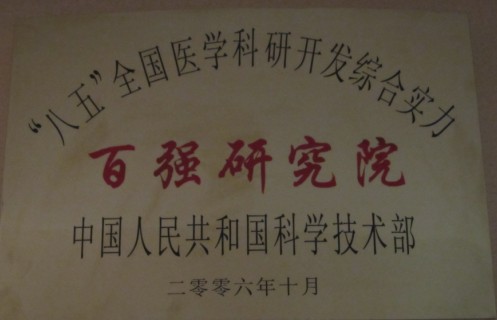 “八五”全国医学科研开发综合实力
百强研究院
中国人民共和国科学技术部
二零零六年十月